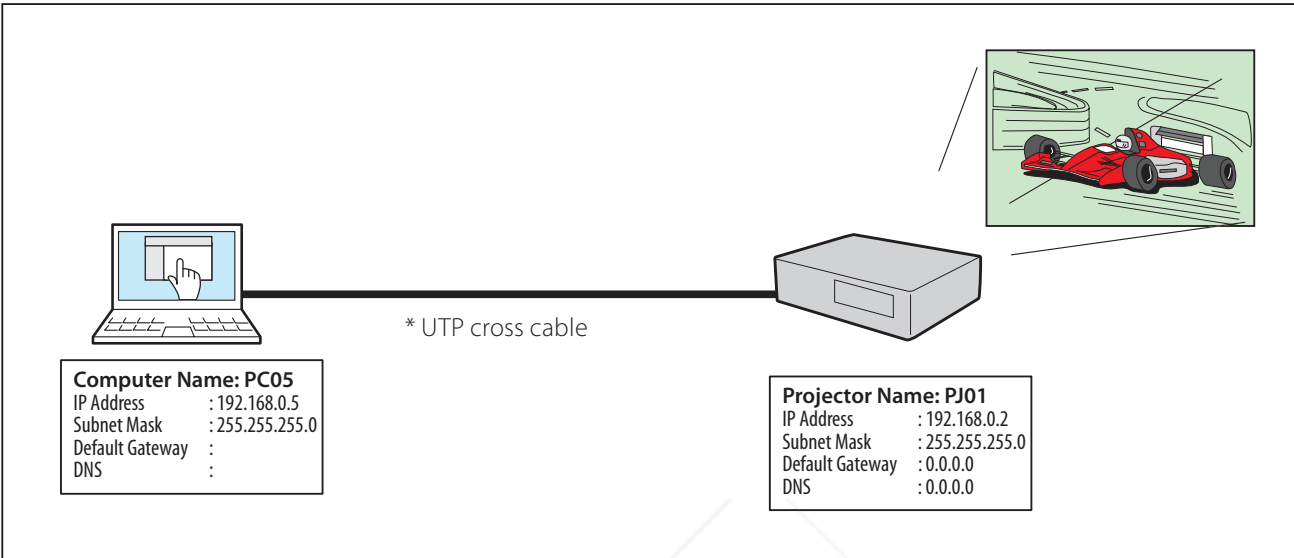 * UTP cross cable
Computer Name: PC05
IP Address : 192.168.0.5
Subnet Mask : 255.255.255.0
Default Gateway :
DNS :
Projector Name: PJ01
IP Address : 192.168.0.2
Subnet Mask : 255.255.255.0
Default Gateway : 0.0.0.0
DNS : 0.0.0.0